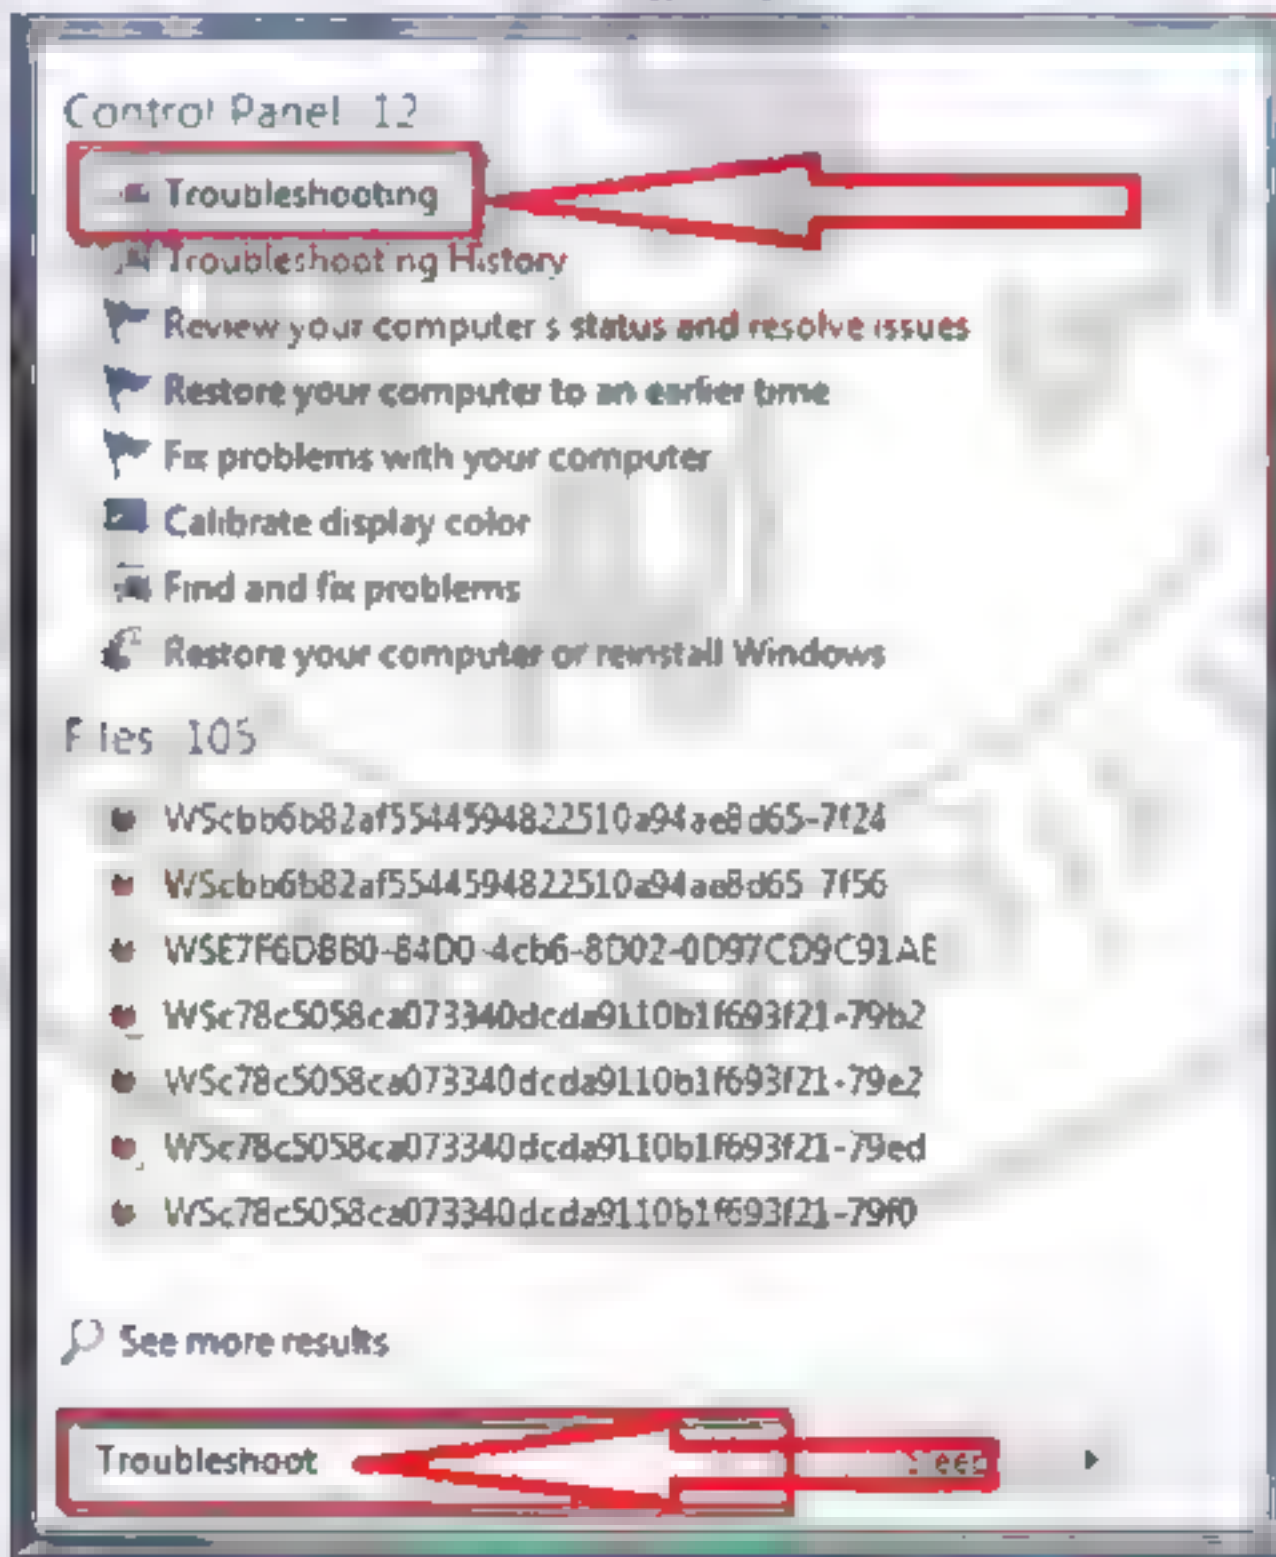 Control Panel 12
Troubleshooting
Troubleshooting History
Review your computer's status and resolve issues
Restore your computer to an earlier time
Fix problems with your computer
Calibrate display color
Find and fix problems
Restore your computer or reinstall Windows
Files 105
WScbb6b82af5544594822510a94ae8d65-7f24
WScbb6b82af5544594822510a94ae8d65-7f56
WSE7F6DBB0-84D0-4cb6-8D02-0D97CD9C91AE
WSc78c5058ca073340dcda9110b1f693f21-79b2
WSc78c5058ca073340dcda9110b1f693f21-79e2
WSc78c5058ca073340dcda9110b1f693f21-79ed
WSc78c5058ca073340dcda9110b1f693f21-79f0
See more results
Troubleshoot